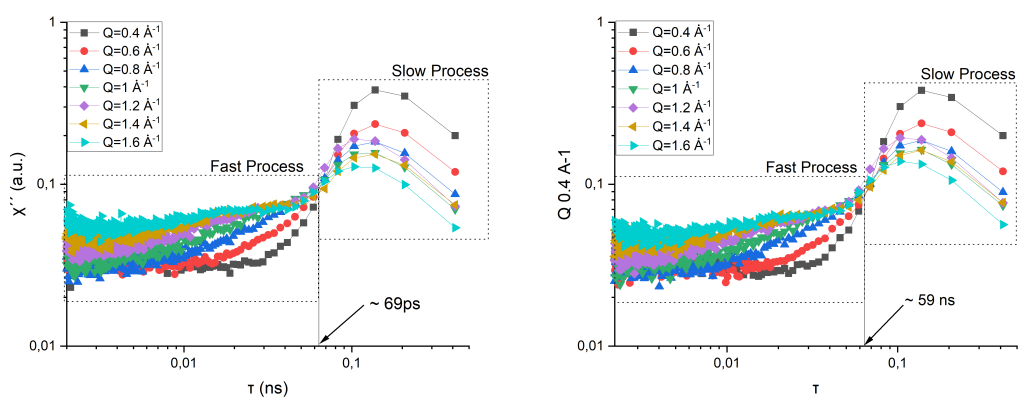 1
0,1
0,01
χ´´ (a.u.)
Q=0.4 Å-1
Q=0.6 Å-1
Q=0.8 Å-1
Q=1 Å-1
Q=1.2 Å-1
Q=1.4 Å-1
Q=1.6 Å-1
Slow Process
Fast Process
~ 69ps
0,01
0,1
1
τ (ns)
1
0,1
0,01
Q 0.4 A-1
Q=0.4 Å-1
Q=0.6 Å-1
Q=0.8 Å-1
Q=1 Å-1
Q=1.2 Å-1
Q=1.4 Å-1
Q=1.6 Å-1
Slow Process
Fast Process
~ 59 ns
0,01
0,1
1
τ